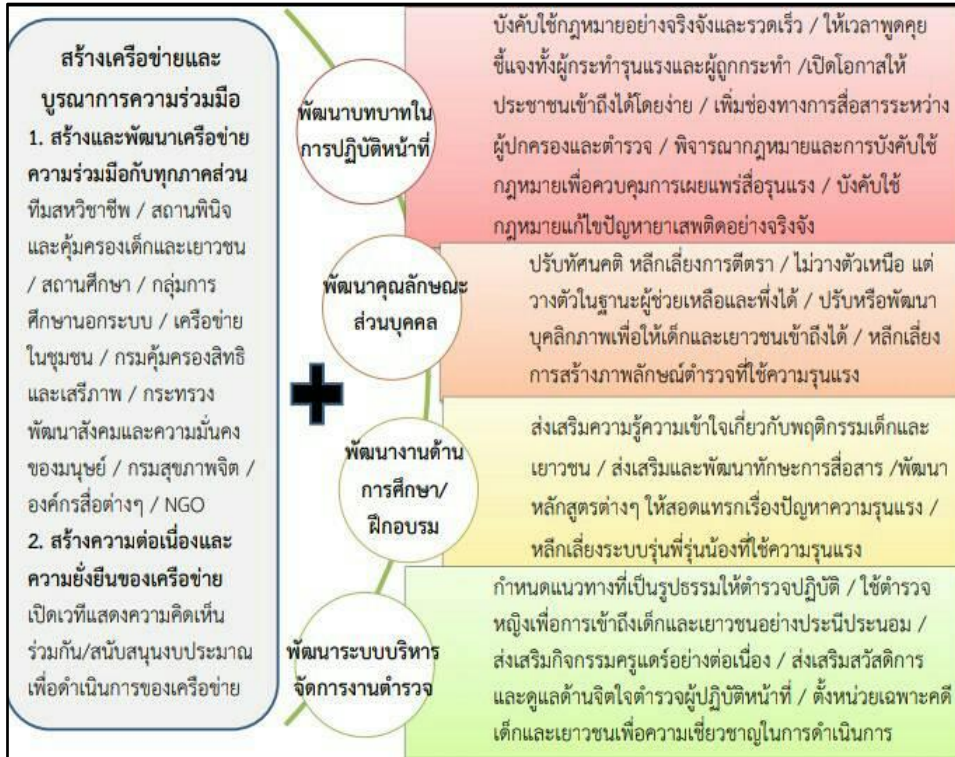 สร้างเครือข่ายและ
บูรณาการความร่วมมือ
1. สร้างและพัฒนาเครือข่าย
ความร่วมมือกับทุกภาคส่วน
ทีมสหวิชาชีพ / สถานพินิจ
และคุ้มครองเด็กและเยาวชน
/ สถานศึกษา / กลุ่มการ
ศึกษานอกระบบ / เครือข่าย
ในชุมชน / กรมคุ้มครองสิทธิ
และเสรีภาพ / กระทรวง
พัฒนาสังคมและความมั่นคง
ของมนุษย์ / กรมสุขภาพจิต /
องค์กรสื่อต่างๆ / NGO
2. สร้างความต่อเนื่องและ
ความยั่งยืนของเครือข่าย
เปิดเวทีแสดงความคิดเห็น
ร่วมกัน/สนับสนุนงบประมาณ
เพื่อดำเนินการของเครือข่าย
พัฒนาบทบาทใน
การปฏิบัติหน้าที่
บังคับใช้กฎหมายอย่างจริงจังและรวดเร็ว / ให้เวลาพูดคุย
ชี้แจงทั้งผู้กระทำรุนแรงและผู้ถูกกระทำ /เปิดโอกาสให้
ประชาชนเข้าถึงได้โดยง่าย / เพิ่มช่องทางการสื่อสารระหว่าง
ผู้ปกครองและตำรวจ / พิจารณากฎหมายและการบังคับใช้
กฎหมายเพื่อควบคุมการเผยแพร่สื่อรุนแรง / บังคับใช้
กฎหมายแก้ไขปัญหายาเสพติดอย่างจริงจัง
พัฒนาคุณลักษณะ
ส่วนบุคคล
ปรับทัศนคติ หลีกเลี่ยงการตีตรา / ไม่วางตัวเหนือ แต่
วางตัวในฐานะผู้ช่วยเหลือและพึ่งได้ / ปรับหรือพัฒนา
บุคลิกภาพเพื่อให้เด็กและเยาวชนเข้าถึงได้ / หลีกเลี่ยง
การสร้างภาพลักษณ์ตำรวจที่ใช้ความรุนแรง
พัฒนางานด้าน
การศึกษา/
ฝึกอบรม
ส่งเสริมความรู้ความเข้าใจเกี่ยวกับพฤติกรรมเด็กและ
เยาวชน / ส่งเสริมและพัฒนาทักษะการสื่อสาร /พัฒนา
หลักสูตรต่างๆ ให้สอดแทรกเรื่องปัญหาความรุนแรง /
หลีกเลี่ยงระบบรุ่นพี่รุ่นน้องที่ใช้ความรุนแรง
พัฒนาระบบบริหาร
จัดการงานตำรวจ
กำหนดแนวทางที่เป็นรูปธรรมให้ตำรวจปฏิบัติ / ใช้ตำรวจ
หญิงเพื่อการเข้าถึงเด็กและเยาวชนอย่างประนีประนอม /
ส่งเสริมกิจกรรมครูแดร์อย่างต่อเนื่อง / ส่งเสริมสวัสดิการ
และดูแลด้านจิตใจตำรวจผู้ปฏิบัติหน้าที่ / ตั้งหน่วยเฉพาะคดี
เด็กและเยาวชนเพื่อความเชี่ยวชาญในการดำเนินการ